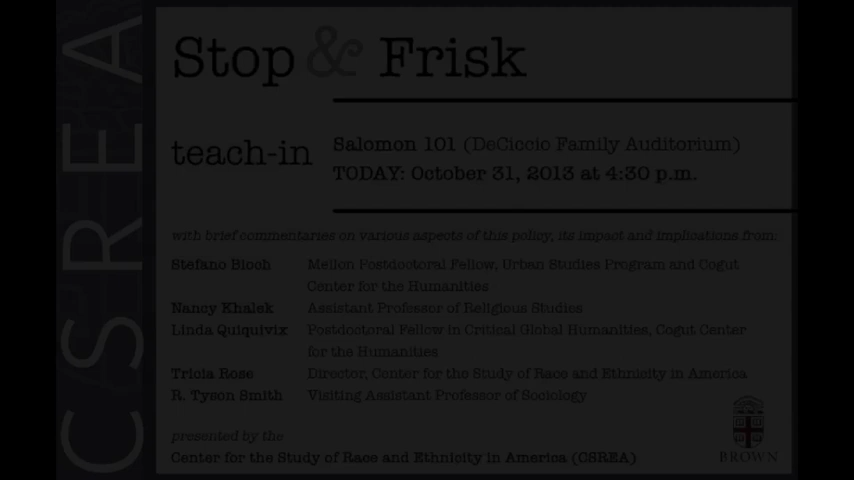 CSREA
Stop & Frisk
teach-in
Salomon 101 (DeCiccio Family Auditorium)
TODAY: October 31, 2013 at 4:30 p.m.
with brief commentaries on various aspects of this policy, its impact and implications from:
Stefano Bloch Mellon Postdoctoral Fellow, Urban Studies Program and Cogut
Center for the Humanities
Nancy Khalek Assistant Professor of Religious Studies
Linda Quiquivix Postdoctoral Fellow in Critical Global Humanities, Cogut Center
for the Humanities
Tricia Rose Director, Center for the Study of Race and Ethnicity in America
R. Tyson Smith Visiting Assistant Professor of Sociology
presented by the
Center for the Study of Race and Ethnicity in America (CSREA)
BROWN